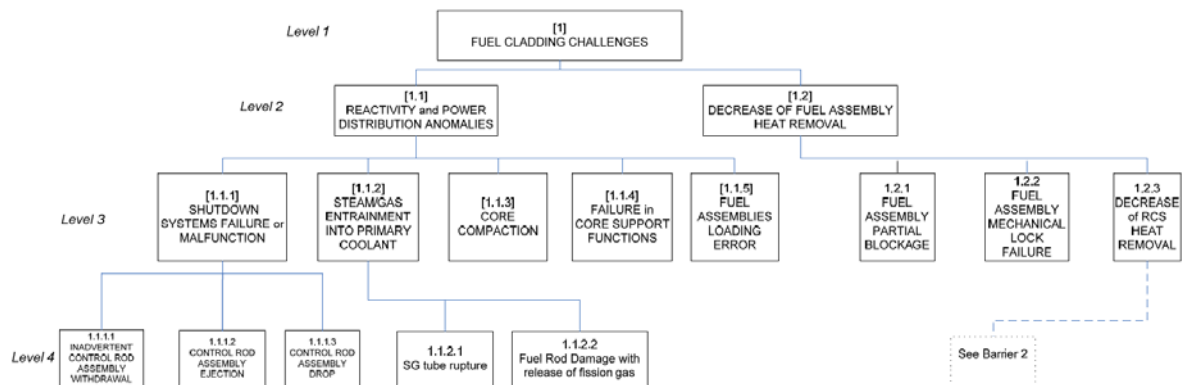 Level 1
[1]
FUEL CLADDING CHALLENGES
Level 2
[1.1]
REACTIVITY and POWER
DISTRIBUTION ANOMALIES
[1.2]
DECREASE OF FUEL ASSEMBLY
HEAT REMOVAL
Level 3
[1.1.1]
SHUTDOWN
SYSTEMS FAILURE or
MALFUNCTION
[1.1.2]
STEAM/GAS
ENTRAINMENT
INTO PRIMARY
COOLANT
[1.1.3]
CORE
COMPACTION
[1.1.4]
FAILURE in
CORE SUPPORT
FUNCTIONS
[1.1.5]
FUEL
ASSEMBLIES
LOADING
ERROR
1.2.1
FUEL
ASSEMBLY
PARTIAL
BLOCKAGE
1.2.2
FUEL
ASSEMBLY
MECHANICAL
LOCK
FAILURE
1.2.3
DECREASE
of RCS
HEAT
REMOVAL
Level 4
1.1.1.1
INADVERTENT
CONTROL ROD
ASSEMBLY
WITHDRAWAL
1.1.1.2
CONTROL ROD
ASSEMBLY
EJECTION
1.1.1.3
CONTROL ROD
ASSEMBLY
DROP
1.1.2.1
SG tube rupture
1.1.2.2
Fuel Rod Damage with
release of fission gas
See Barrier 2